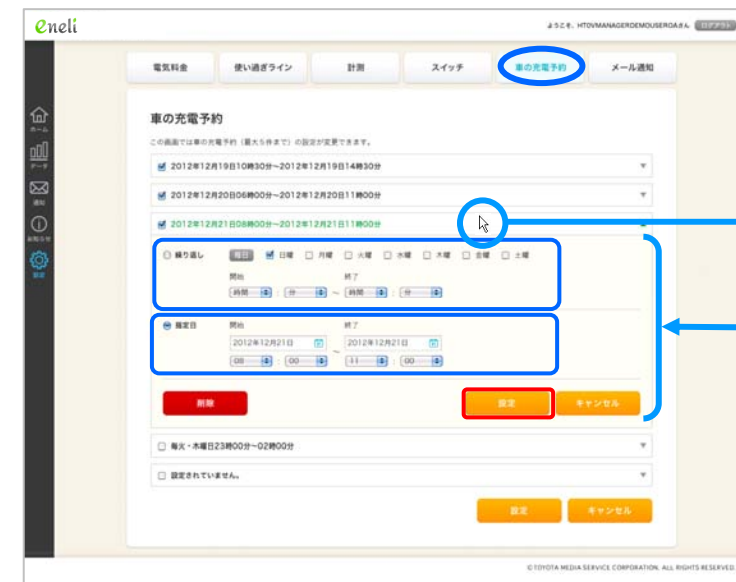 eneli
ようこそ、HTOVMANAGERDEMOUSEROAさん ログアウト
電気料金 使い過ぎライン 計測 スイッチ 車の充電予約 メール通知
ホーム
データ
通知
お知らせ
設定
車の充電予約
この画面では車の充電予約（最大5件まで）の設定が変更できます。
2012年12月19日10時30分~2012年12月19日14時30分
2012年12月20日06時00分~2012年12月20日11時00分
2012年12月21日08時00分~2012年12月21日11時00分
繰り返し 毎日 日曜 月曜 火曜 水曜 木曜 金曜 土曜
開始 終了
時間 : 分 ~ 時間 : 分
指定日 開始 終了
2012年12月21日 ~ 2012年12月21日
08 : 00 11 : 00
削除 設定 キャンセル
毎火・木曜日23時00分~02時00分
設定されていません。
設定 キャンセル
© TOYOTA MEDIA SERVICE CORPORATION. ALL RIGHTS RESERVED.